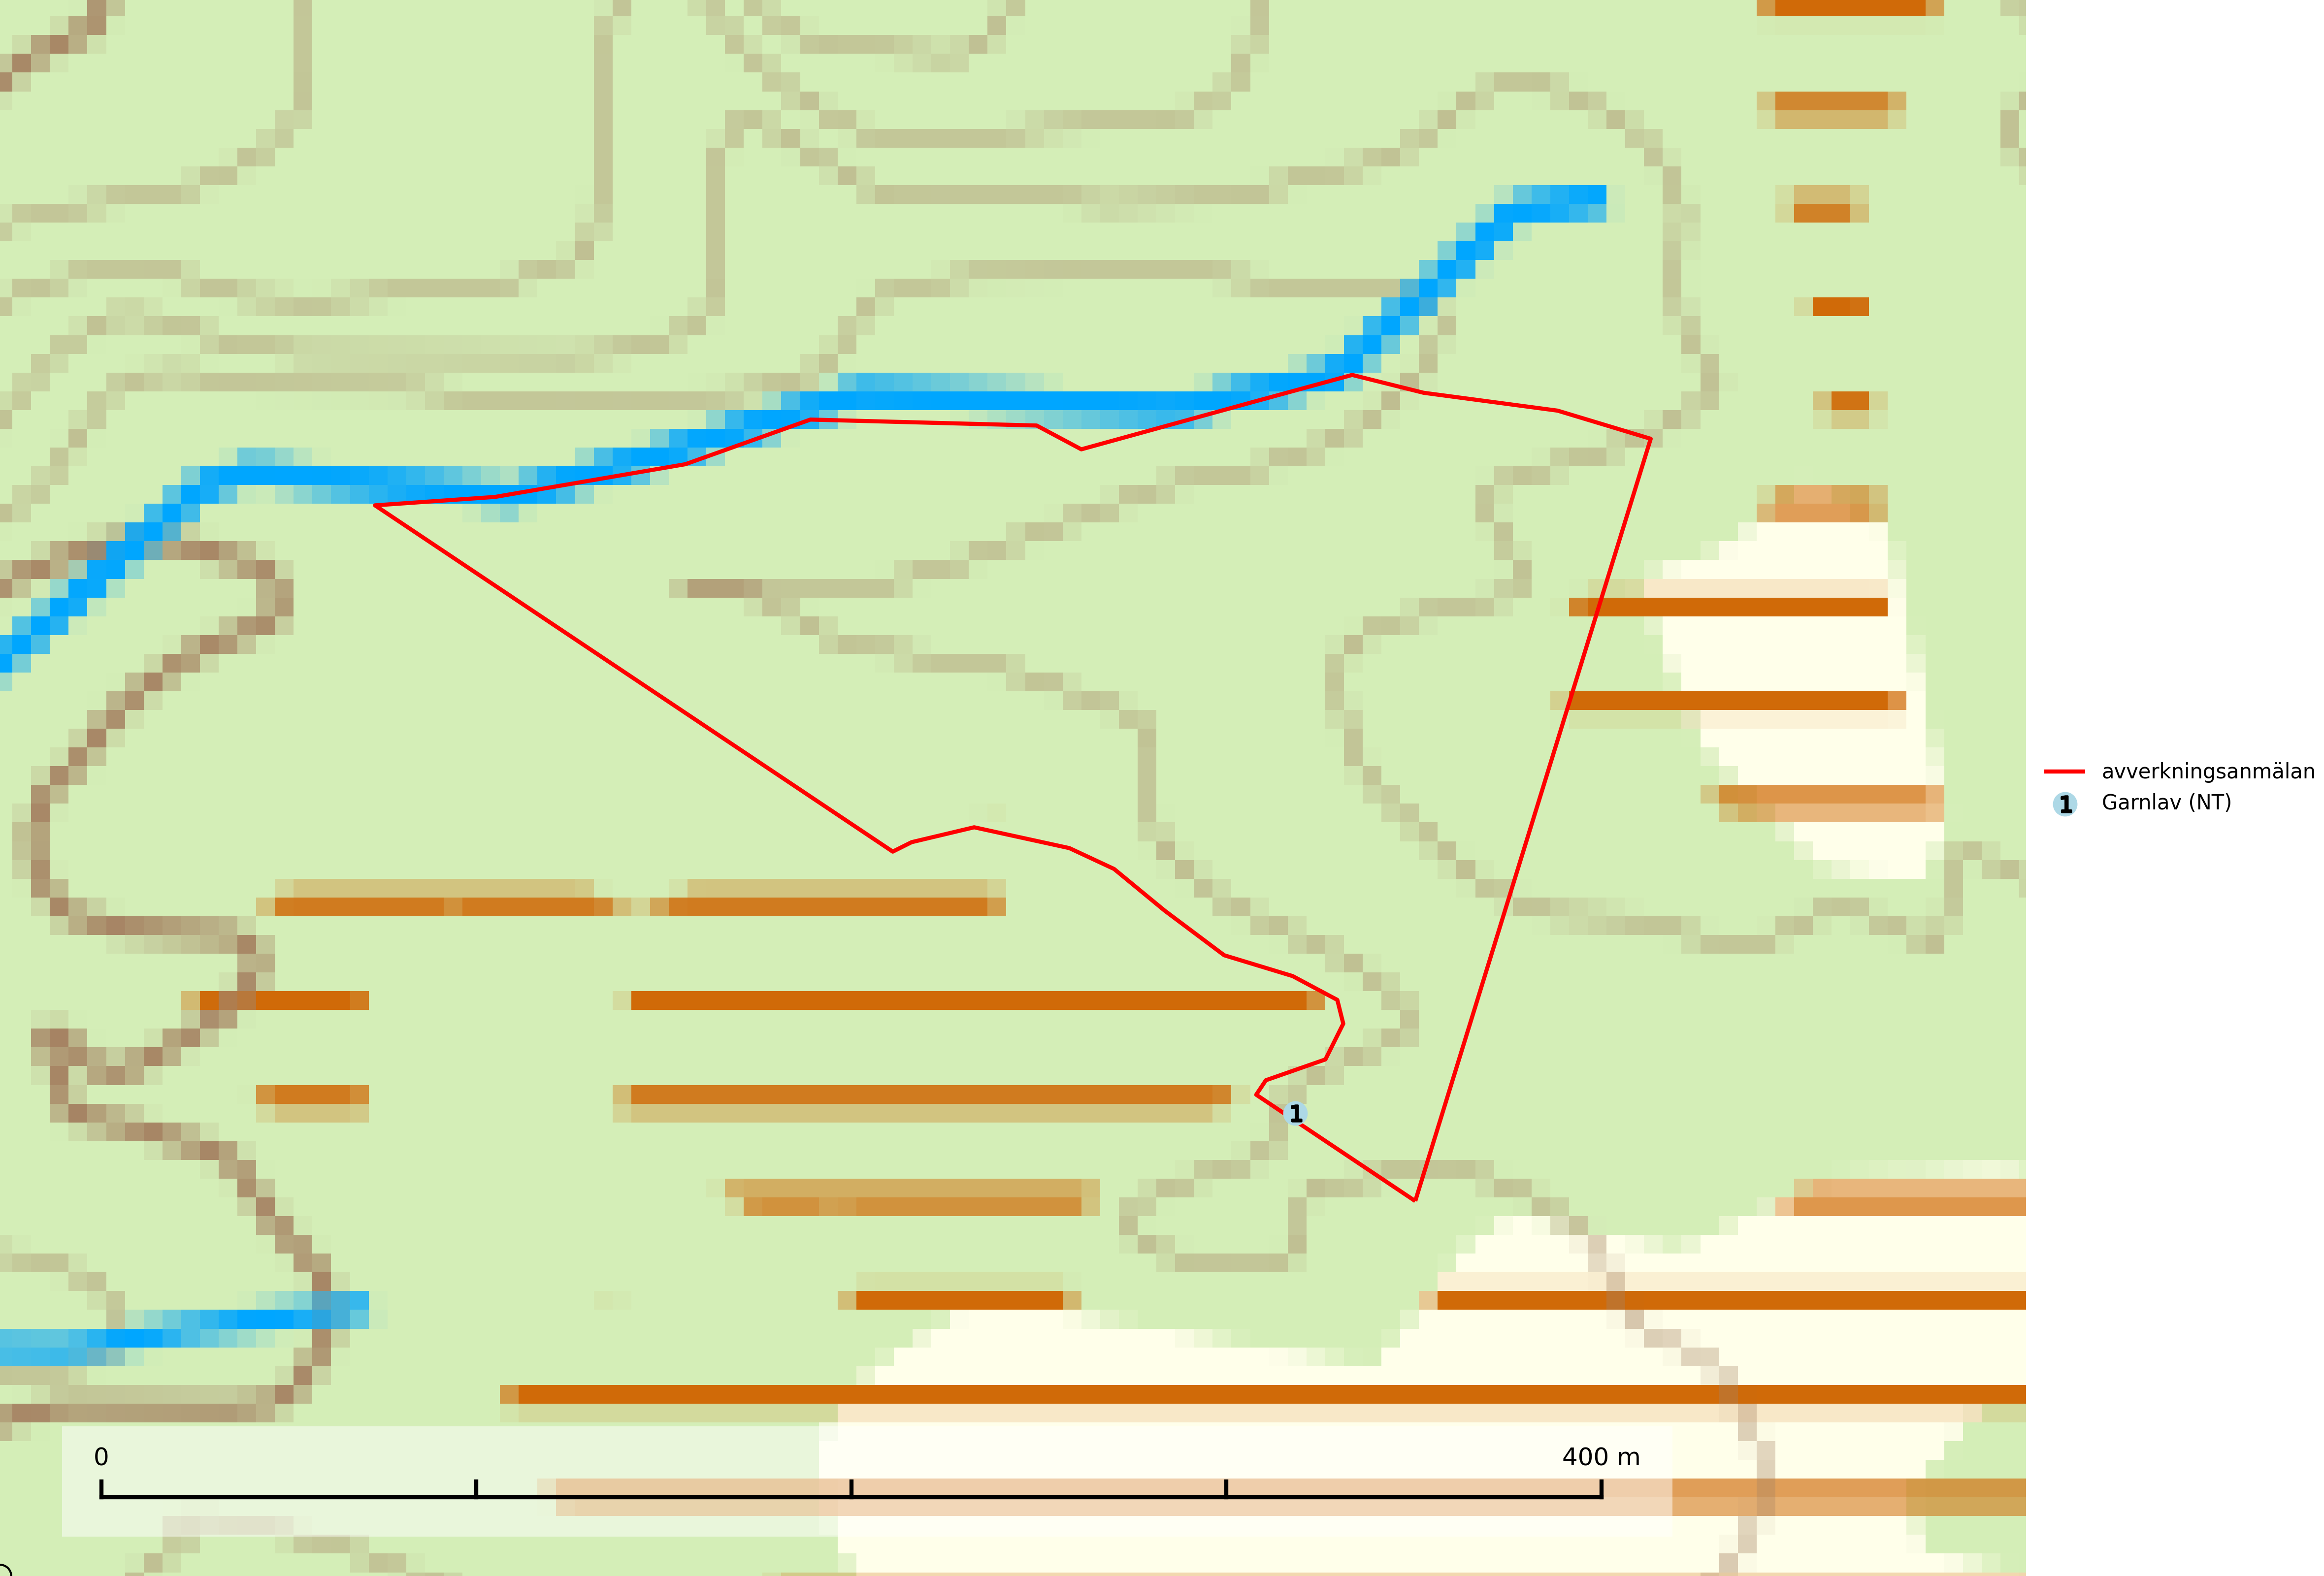 avverkningsanmälan
1 Garnlav (NT)
1
0 400 m